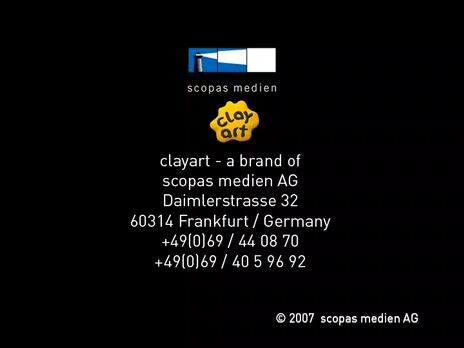 scopas medien
clay
art
clayart - a brand of
scopas medien AG
Daimlerstrasse 32
60314 Frankfurt / Germany
+49(0)69 / 44 08 70
+49(0)69 / 40 5 96 92
© 2007 scopas medien AG